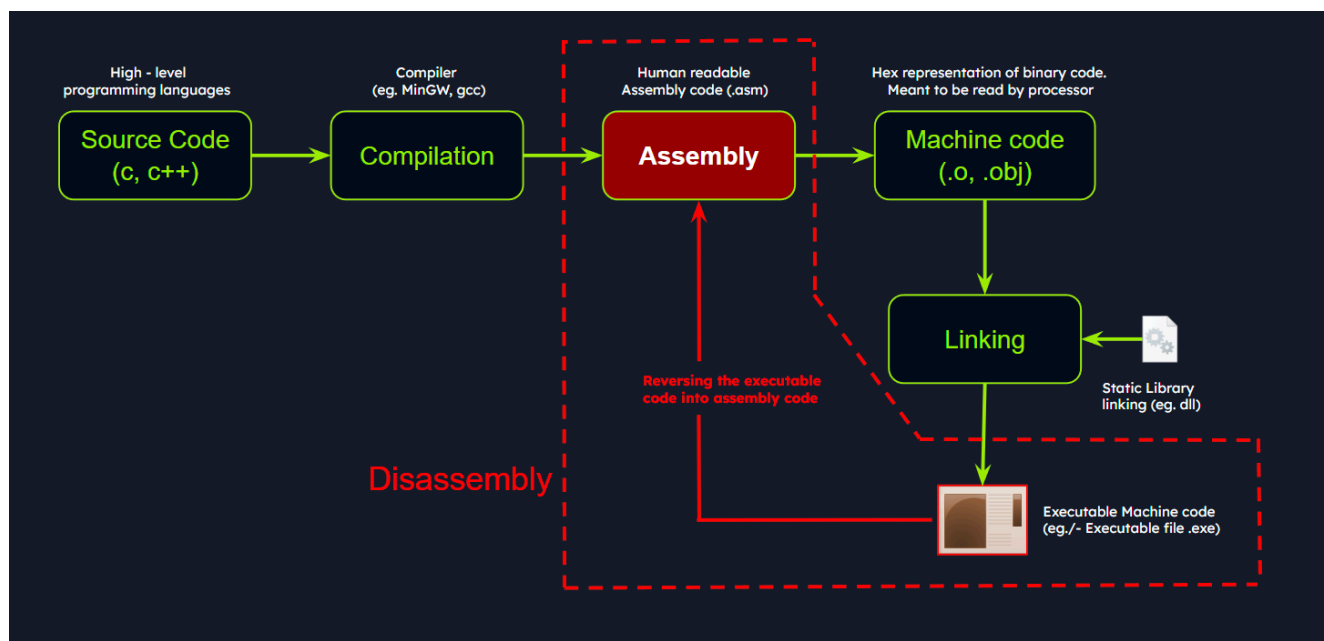 High - level
programming languages
Source Code
(c, c++)
Compiler
(eg. MinGW, gcc)
Compilation
Human readable
Assembly code (.asm)
Assembly
Hex representation of binary code.
Meant to be read by processor
Machine code
(.o, .obj)
Linking
Static Library
linking (eg. dll)
Reversing the executable
code into assembly code
Disassembly
Executable Machine code
(eg./- Executable file .exe)